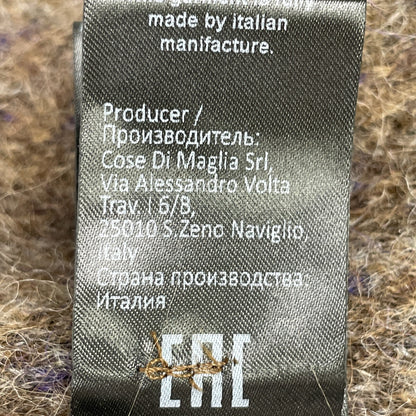 made by italian
manifacture.
Producer /
Производитель:
Cose Di Maglia Srl,
Via Alessandro Volta
Trav. I 6/8,
25010 S.Zeno Naviglio,
Italy
Страна производства:
Италия
EAC